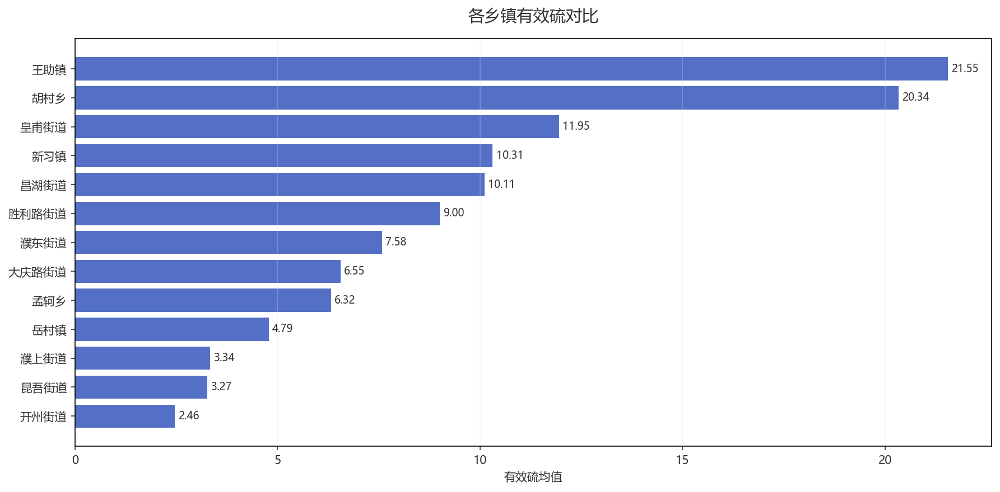 各乡镇有效硫对比
王助镇 21.55
胡村乡 20.34
皇甫街道 11.95
新习镇 10.31
昌湖街道 10.11
胜利路街道 9.00
濮东街道 7.58
大庆路街道 6.55
孟轲乡 6.32
岳村镇 4.79
濮上街道 3.34
昆吾街道 3.27
开州街道 2.46
0 5 10 15 20
有效硫均值